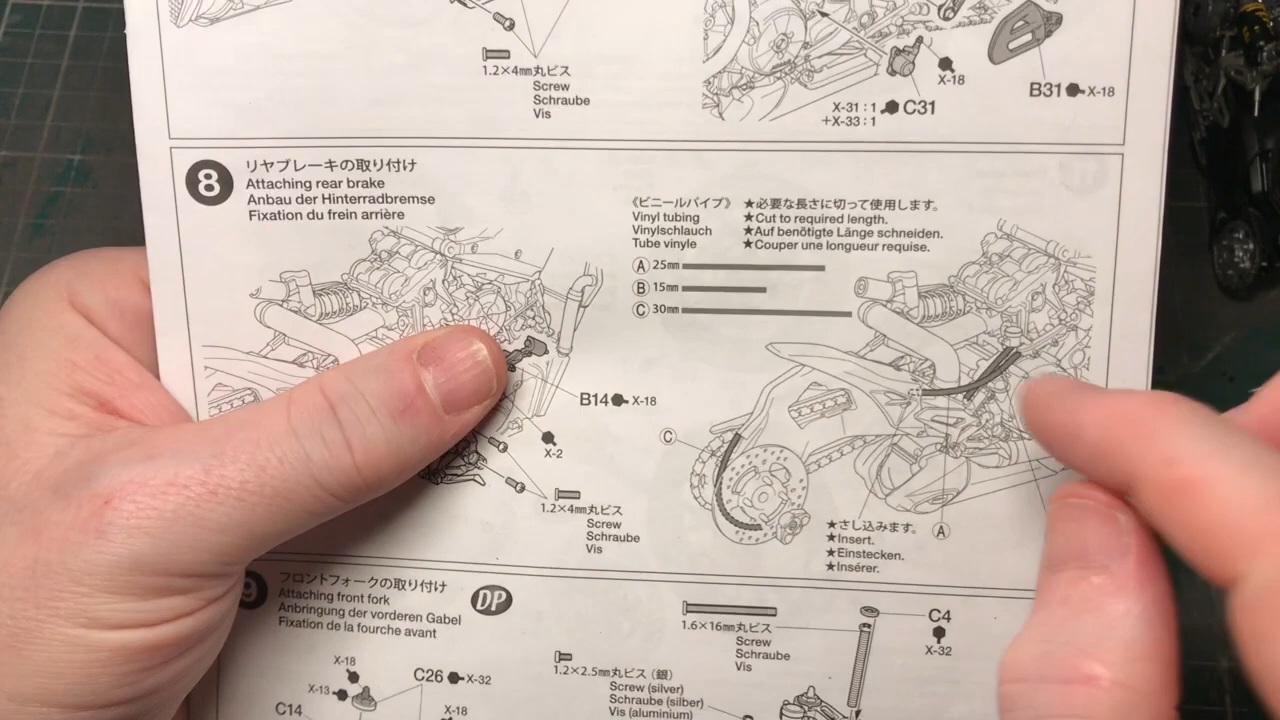 1.2×4mm丸ビス
Screw
Schraube
Vis
X-18
X-31 : 1
+X-33 : 1
C31
B31
X-18
8
リヤブレーキの取り付け
Attaching rear brake
Anbau der Hinterradbremse
Fixation du frein arrière
《ビニールパイプ》
Vinyl tubing
Vinylschlauch
Tube vinyle
★必要な長さに切って使用します。
★Cut to required length.
★Auf benötigte Länge schneiden.
★Couper une longueur requise.
A 25mm
B 15mm
C 30mm
B14
X-18
X-2
1.2×4mm丸ビス
Screw
Schraube
Vis
C
A
★さし込みます。
★Insert.
★Einstecken.
★Insérer.
9
フロントフォークの取り付け
Attaching front fork
Anbringung der vorderen Gabel
Fixation de la fourche avant
DP
X-18
X-13
C26
X-32
C14
X-18
1.2×2.5mm丸ビス (銀)
Screw (silver)
Schraube (silber)
Vis (aluminium)
1.6×16mm丸ビス
Screw
Schraube
Vis
C4
X-32